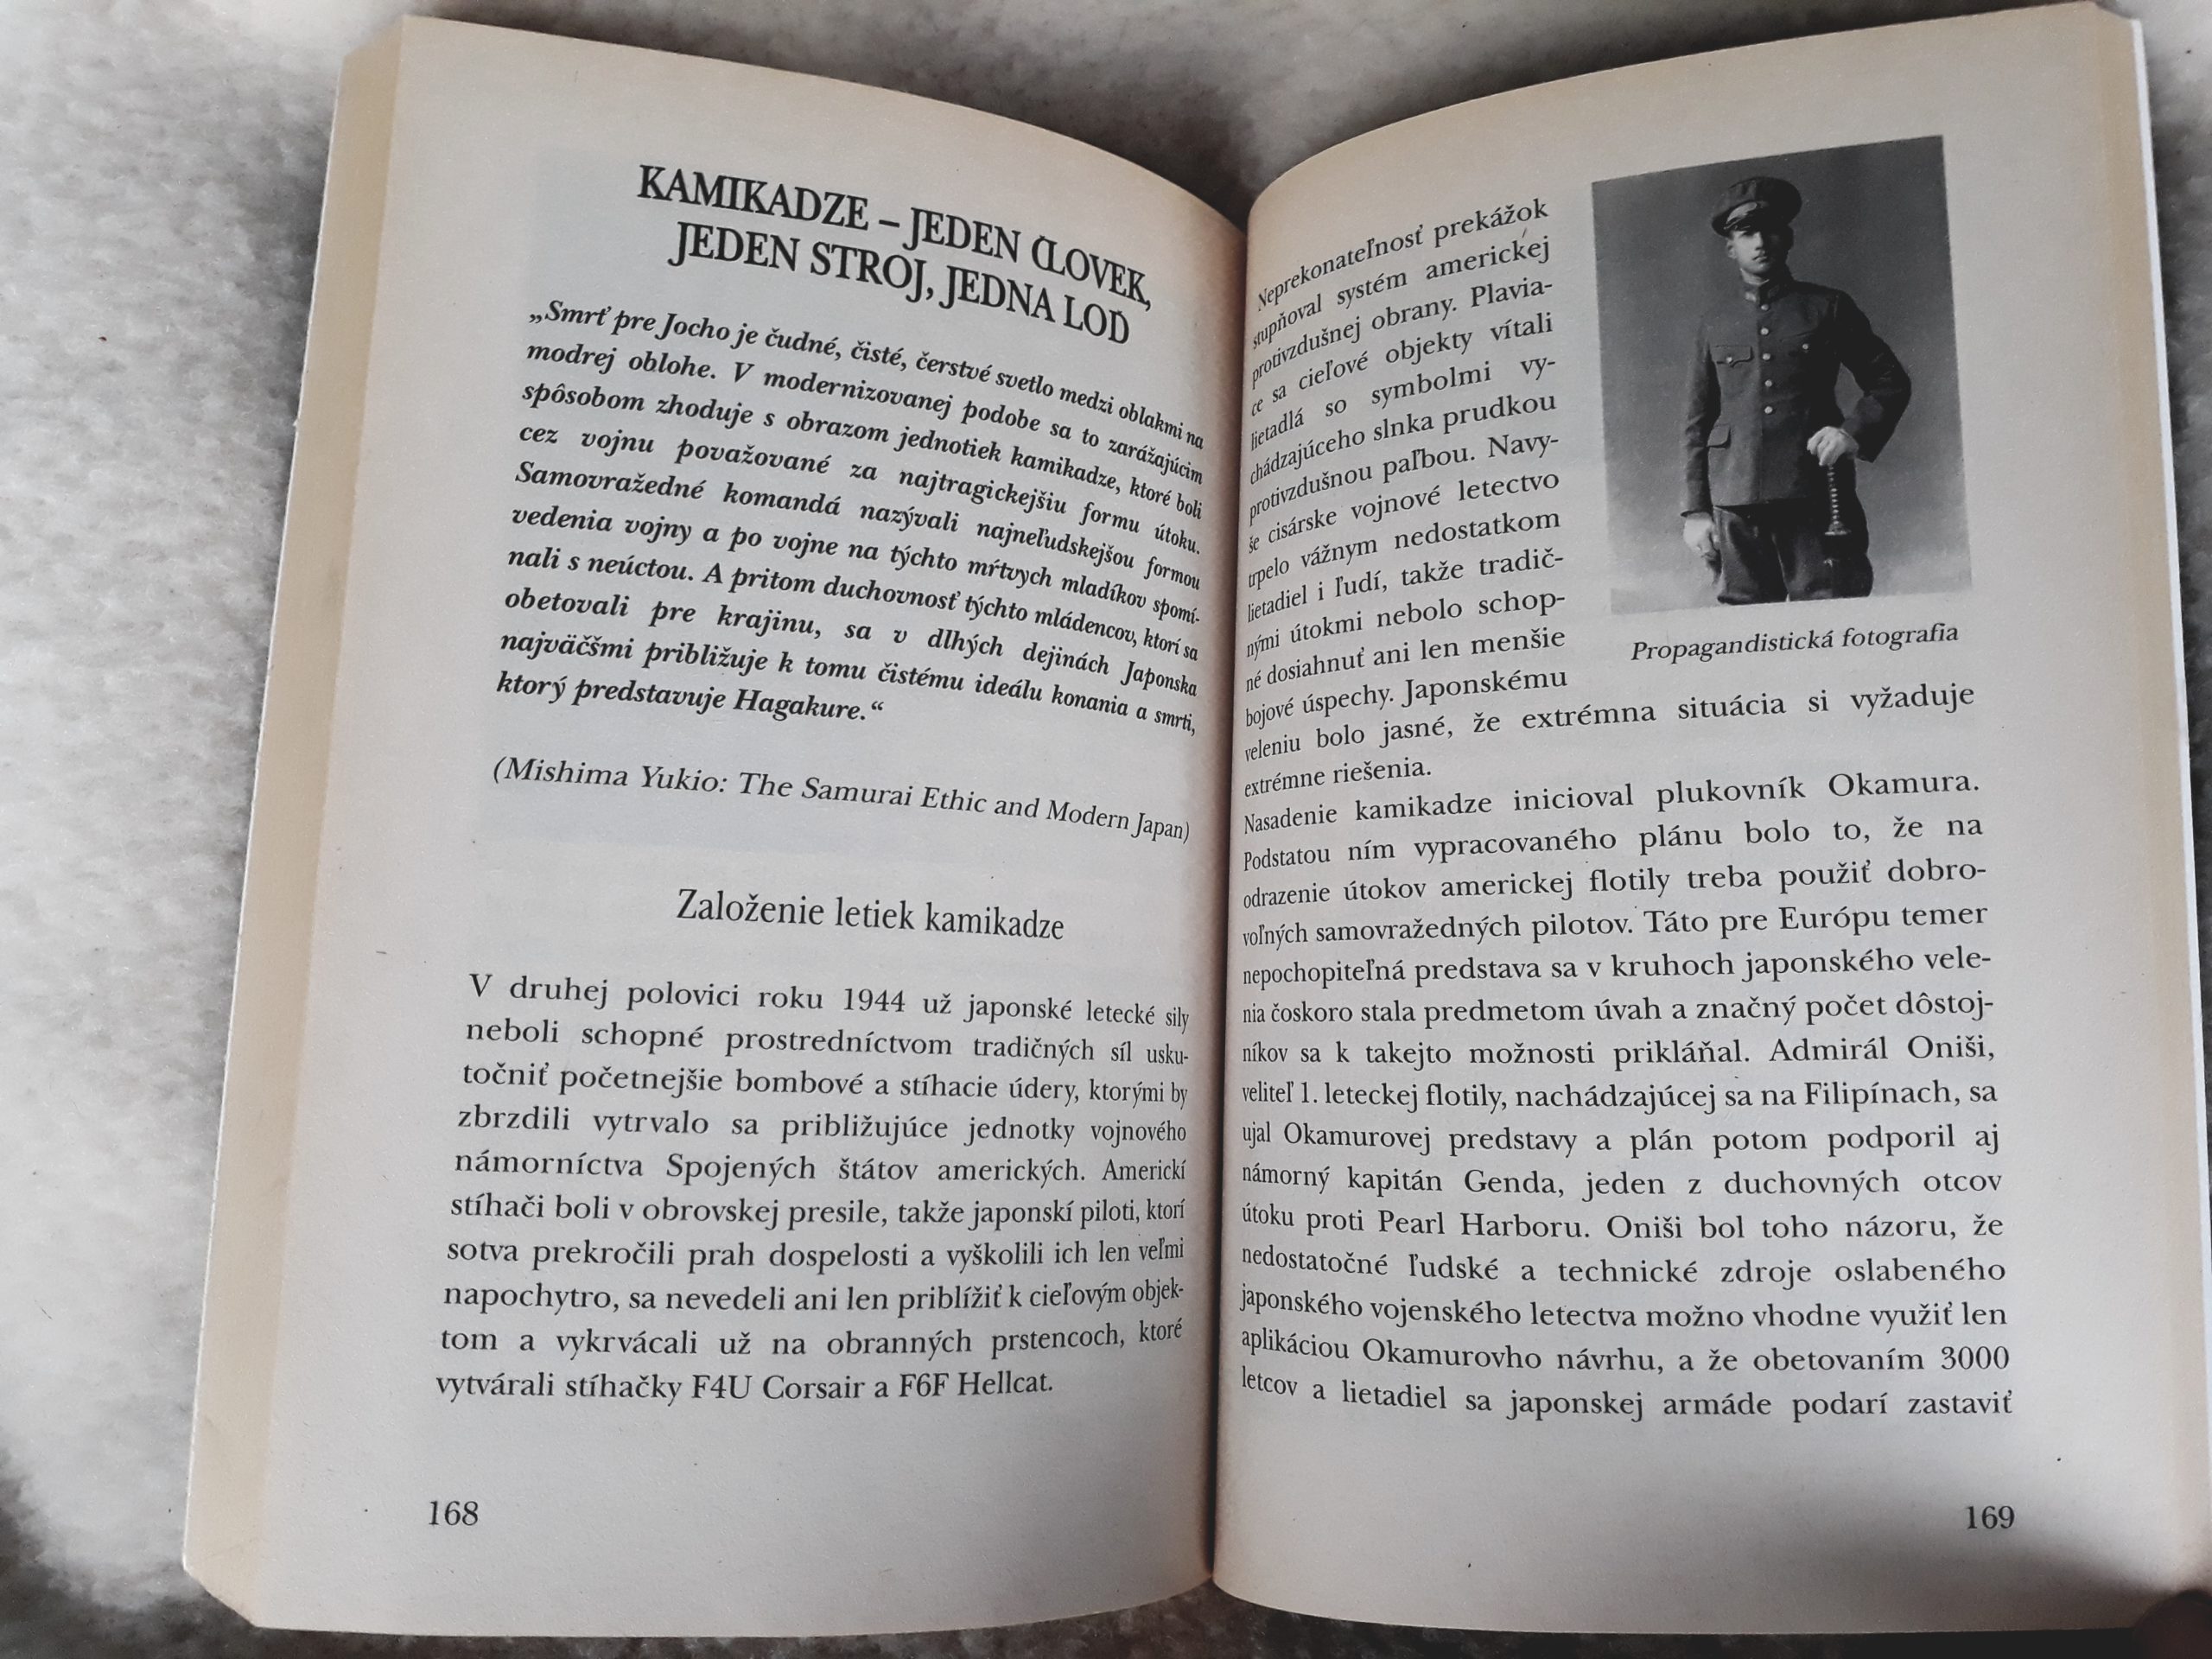 KAMIKADZE – JEDEN ČLOVEK,
JEDEN STROJ, JEDNA LOĎ
„Smrť pre Jocho je čudné, čisté, čerstvé svetlo medzi oblakmi na
modrej oblohe. V modernizovanej podobe sa to zarážajúcim
spôsobom zhoduje s obrazom jednotiek kamikadze, ktoré boli
cez vojnu považované za najtragickejšiu formu útoku.
Samovražedné komandá nazývali najneľudskejšou formou
vedenia vojny a po vojne na týchto mŕtvych mladíkov spomí-
nali s neúctou. A pritom duchovnosť týchto mládencov, ktorí sa
obetovali pre krajinu, sa v dlhých dejinách Japonska
najväčšmi približuje k tomu čistému ideálu konania a smrti,
ktorý predstavuje Hagakure.“
(Mishima Yukio: The Samurai Ethic and Modern Japan)
Založenie letiek kamikadze
V druhej polovici roku 1944 už japonské letecké sily
neboli schopné prostredníctvom tradičných síl usku-
točniť početnejšie bombové a stíhacie údery, ktorými by
zbrzdili vytrvalo sa približujúce jednotky vojnového
námorníctva Spojených štátov amerických. Americkí
stíhači boli v obrovskej presile, takže japonskí piloti, ktorí
sotva prekročili prah dospelosti a vyškolili ich len veľmi
napochytro, sa nevedeli ani len priblížiť k cieľovým objek-
tom a vykrvácali už na obranných prstencoch, ktoré
vytvárali stíhačky F4U Corsair a F6F Hellcat.
168
Neprekonateľnosť prekážok
stupňoval systém americkej
protivzdušnej obrany. Plavia-
ce sa cieľové objekty vítali
lietadlá so symbolmi vy-
chádzajúceho slnka prudkou
protivzdušnou paľbou. Navy-
še cisárske vojnové letectvo
trpelo vážnym nedostatkom
lietadiel i ľudí, takže tradič-
nými útokmi nebolo schop-
né dosiahnuť ani len menšie
bojové úspechy. Japonskému
veleniu bolo jasné, že extrémna situácia si vyžaduje
extrémne riešenia.
Propagandistická fotografia
Nasadenie kamikadze inicioval plukovník Okamura.
Podstatou ním vypracovaného plánu bolo to, že na
odrazenie útokov americkej flotily treba použiť dobro-
voľných samovražedných pilotov. Táto pre Európu temer
nepochopiteľná predstava sa v kruhoch japonského vele-
nia čoskoro stala predmetom úvah a značný počet dôstoj-
níkov sa k takejto možnosti prikláňal. Admirál Oniši,
veliteľ 1. leteckej flotily, nachádzajúcej sa na Filipínach, sa
ujal Okamurovej predstavy a plán potom podporil aj
námorný kapitán Genda, jeden z duchovných otcov
útoku proti Pearl Harboru. Oniši bol toho názoru, že
nedostatočné ľudské a technické zdroje oslabeného
japonského vojenského letectva možno vhodne využiť len
aplikáciou Okamurovho návrhu, a že obetovaním 3000
letcov a lietadiel sa japonskej armáde podarí zastaviť
169